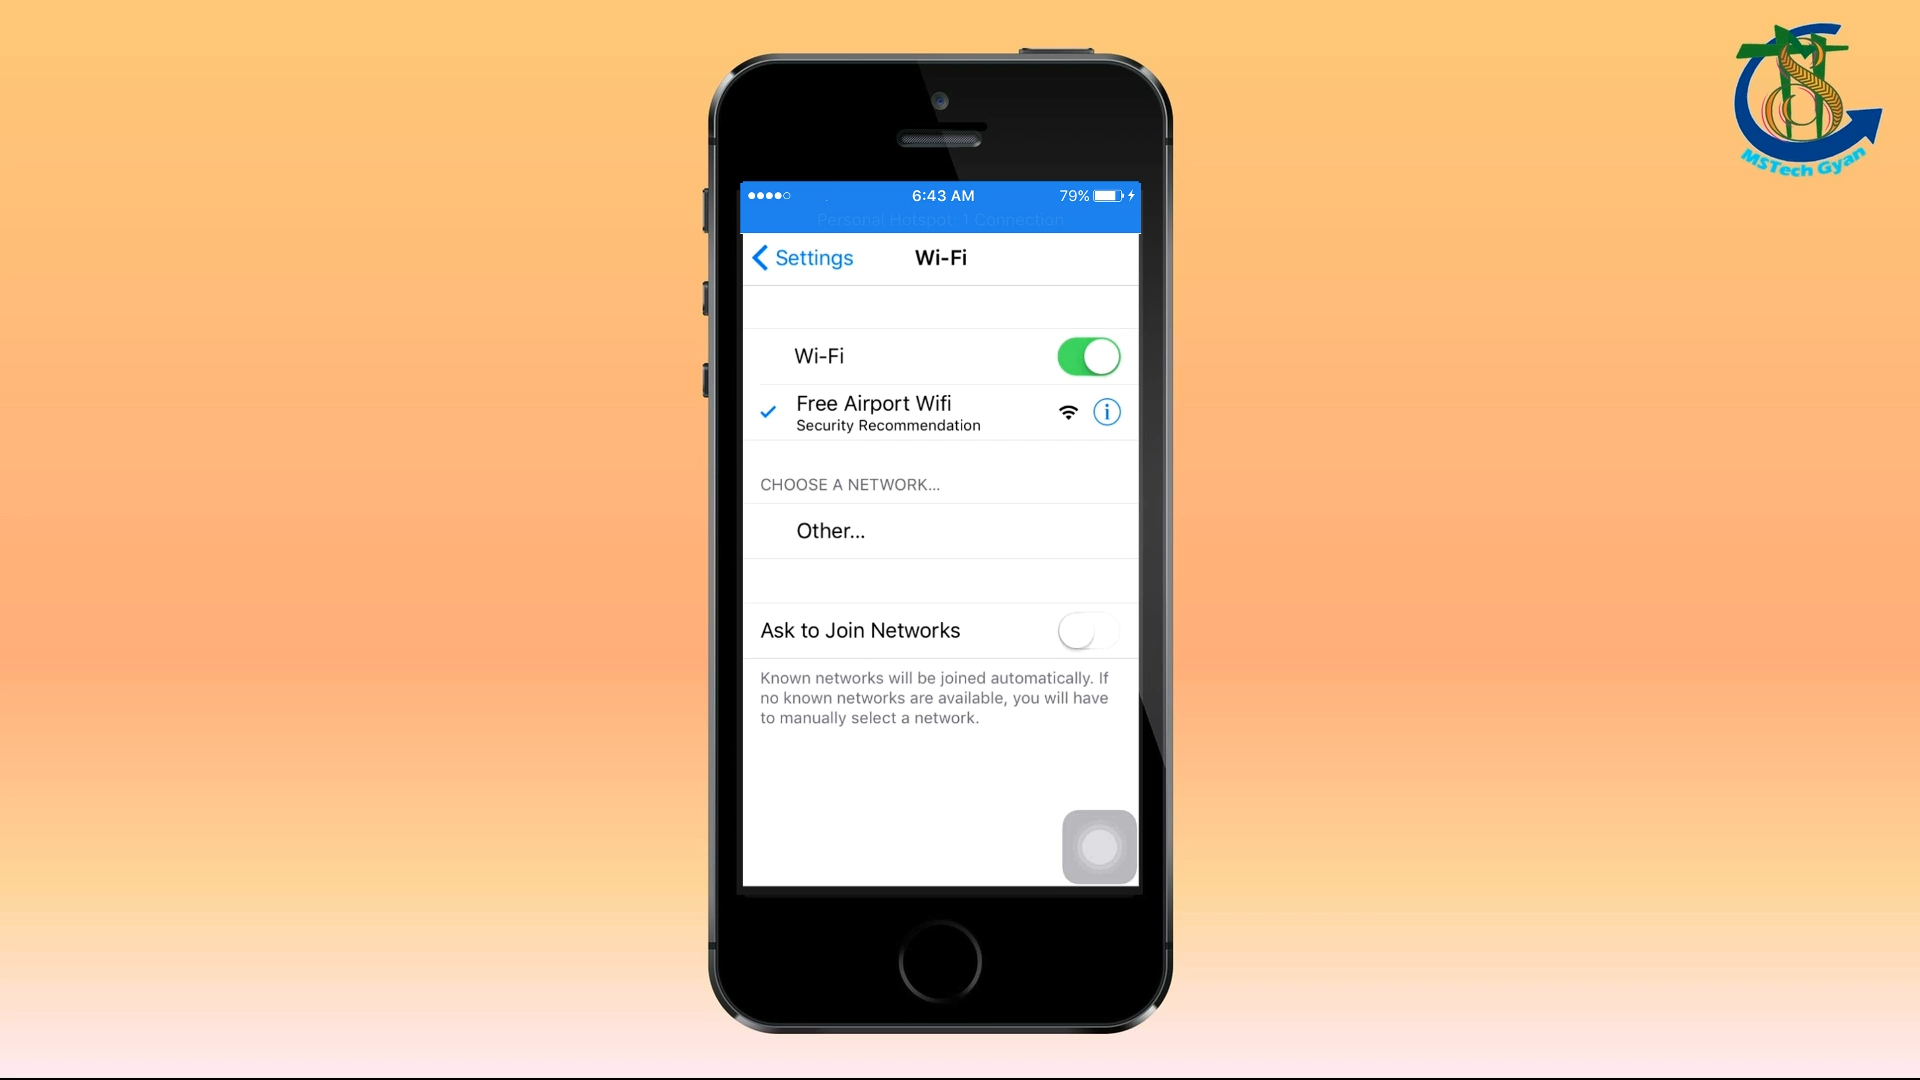 MSTech Gyan
6:43 AM
79%
Personal Hotspot: 1 Connection
Settings
Wi-Fi
Wi-Fi
Free Airport Wifi
Security Recommendation
CHOOSE A NETWORK...
Other...
Ask to Join Networks
Known networks will be joined automatically. If
no known networks are available, you will have
to manually select a network.